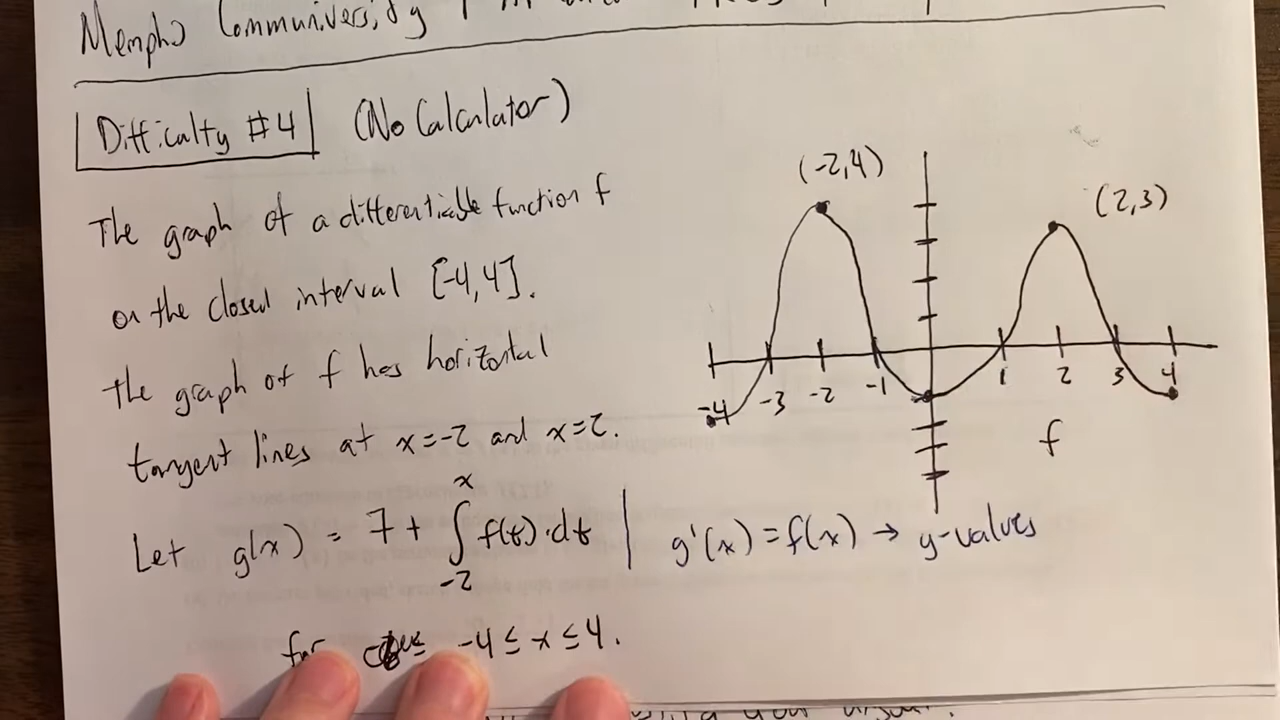 Difficulty #4 (No Calculator)
The graph of a differentiable function f
on the closed interval [-4,4].
The graph of f has horizontal
tangent lines at x=-2 and x=2.
Let g(x) = 7 + ∫_{-2}^{x} f(t)·dt | g'(x) = f(x) → y-values
for -4 ≤ x ≤ 4.
(-2,4)
(2,3)
-4 -3 -2 -1 1 2 3 4
f